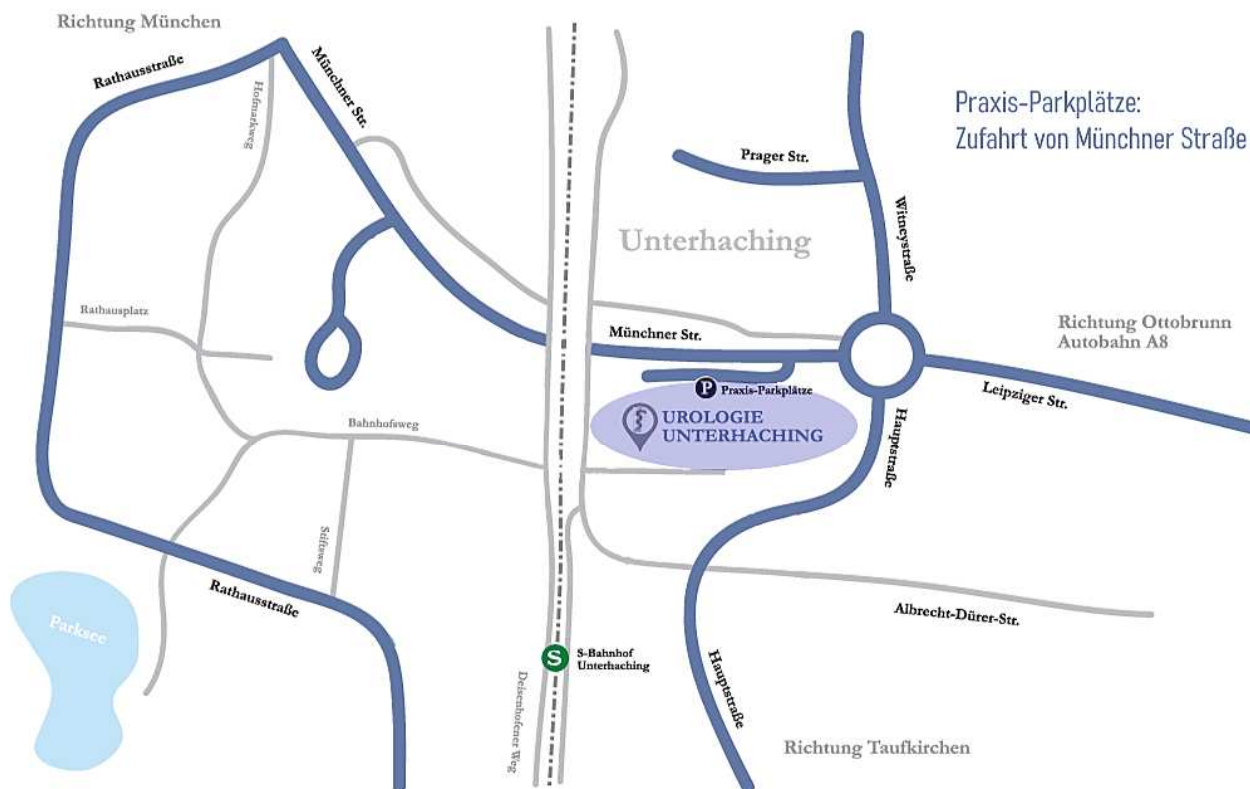 Richtung München
Rathausstraße
Münchner Str.
Hofmarkweg
Praxis-Parkplätze:
Zufahrt von Münchner Straße
Prager Str.
Witneystraße
Unterhaching
Rathausplatz
Münchner Str.
Richtung Ottobrunn
Autobahn A8
Leipziger Str.
P Praxis-Parkplätze
UROLOGIE
UNTERHACHING
Hauptstraße
Bahnhofsweg
Stiftsweg
Rathausstraße
Parksee
Albrecht-Dürer-Str.
S S-Bahnhof
Unterhaching
Deisenhofener Weg
Hauptstraße
Richtung Taufkirchen